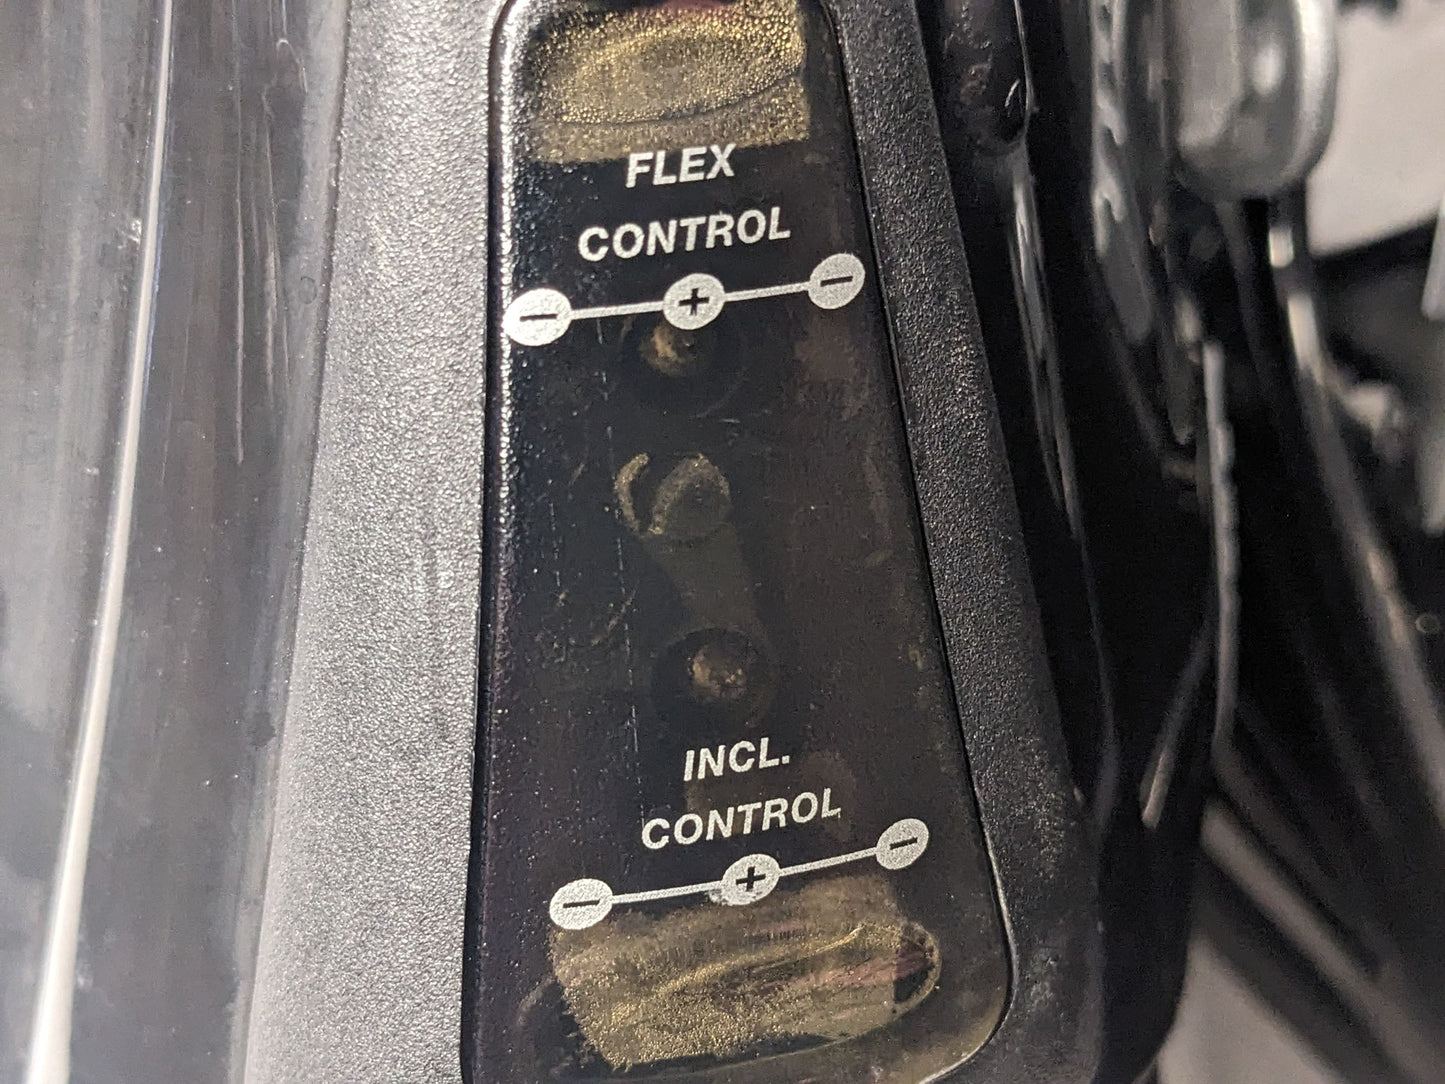 FLEX
CONTROL
− + −
INCL.
CONTROL
− + −